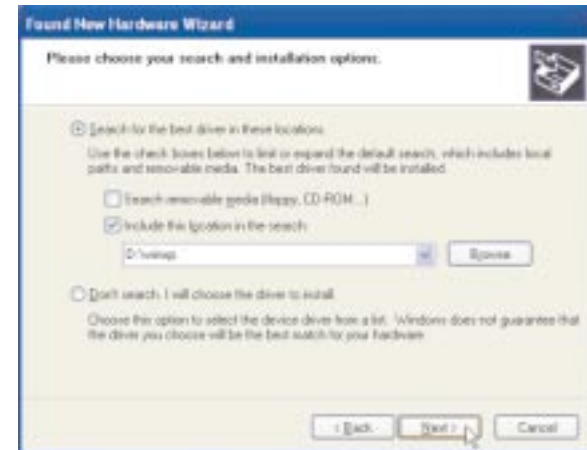 Found New Hardware Wizard
Please choose your search and installation options.
Search for the best driver in these locations.
Use the check boxes below to limit or expand the default search, which includes local
paths and removable media. The best driver found will be installed.
Search removable media (floppy, CD-ROM...)
Include this location in the search:
Browse
Don't search. I will choose the driver to install.
Choose this option to select the device driver from a list. Windows does not guarantee that
the driver you choose will be the best match for your hardware.
< Back
Next >
Cancel